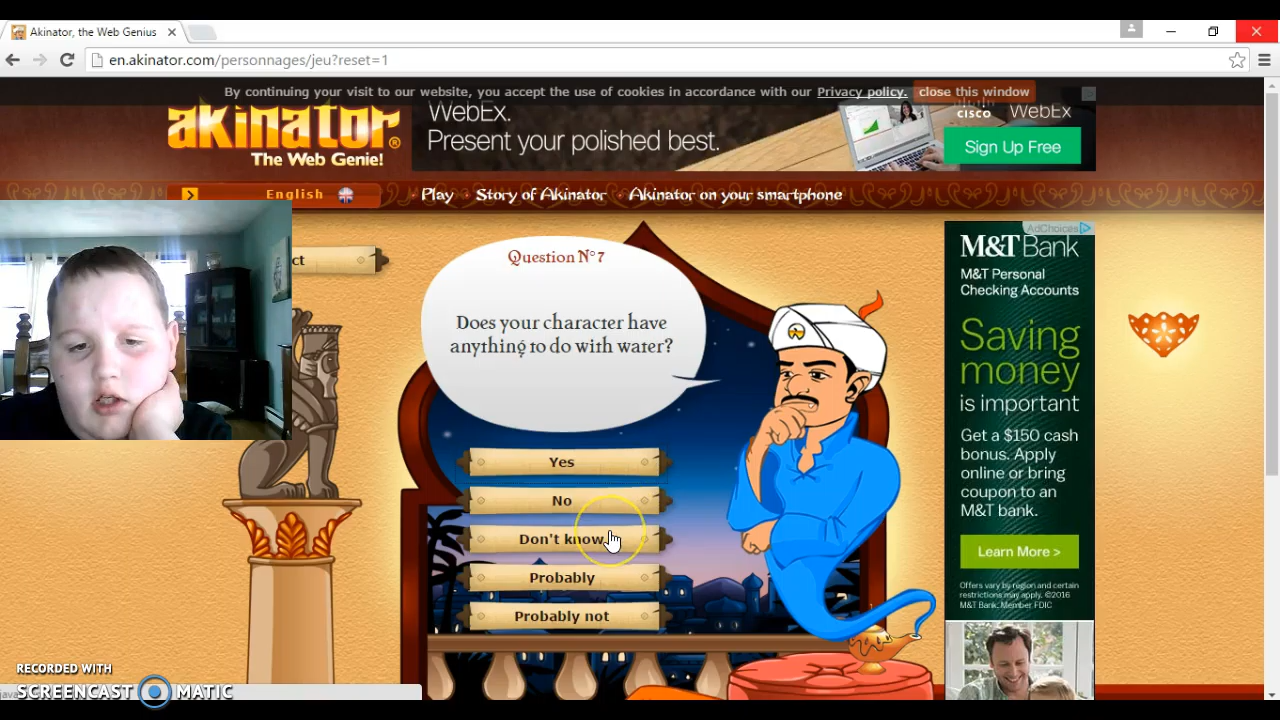 Akinator, the Web Genius
en.akinator.com/personnages/jeu?reset=1
By continuing your visit to our website, you accept the use of cookies in accordance with our Privacy policy. close this window
akinator®
The Web Genie!
WebEx.
Present your polished best.
cisco WebEx
Sign Up Free
English
Play Story of Akinator Akinator on your smartphone
ct
Question N°7
Does your character have
anything to do with water?
Yes
No
Don't know
Probably
Probably not
AdChoices
M&T Bank
M&T Personal
Checking Accounts
Saving
money
is important
Get a $150 cash
bonus. Apply
online or bring
coupon to an
M&T bank.
Learn More >
Offers vary by region and certain
restrictions may apply. ©2016
M&T Bank. Member FDIC
RECORDED WITH
SCREENCAST MATIC
java